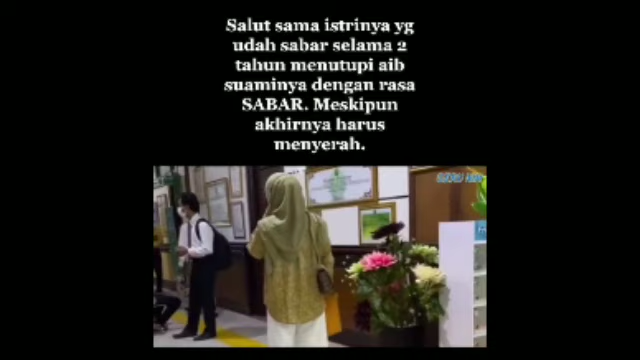 Salut sama istrinya yg
udah sabar selama 2
tahun menutupi aib
suaminya dengan rasa
SABAR. Meskipun
akhirnya harus
menyerah.